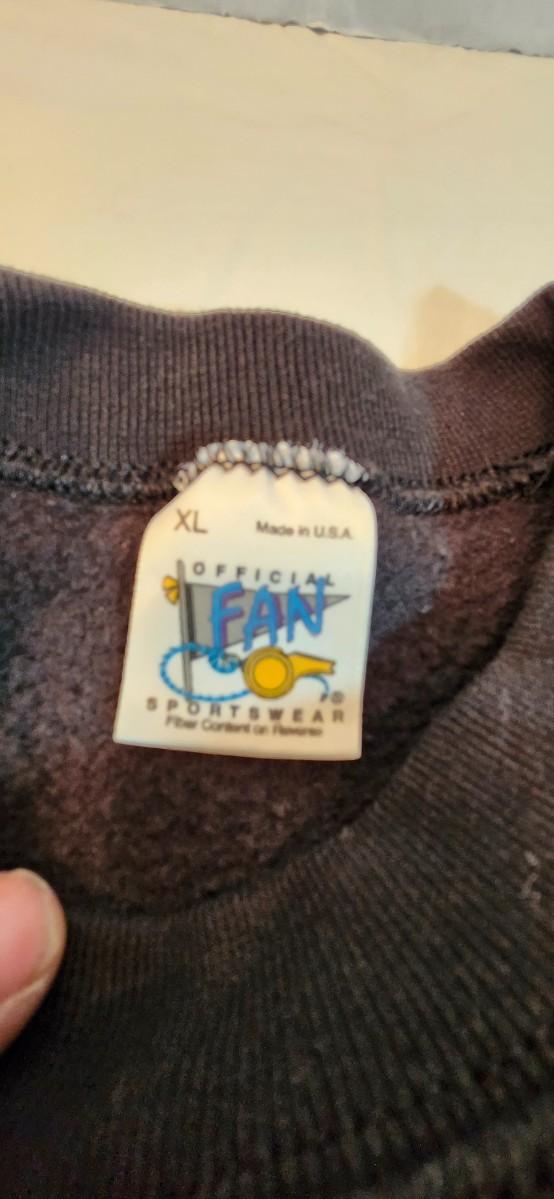 XL Made in U.S.A.
OFFICIAL
FAN
®
SPORTSWEAR
Fiber Content on Reverse